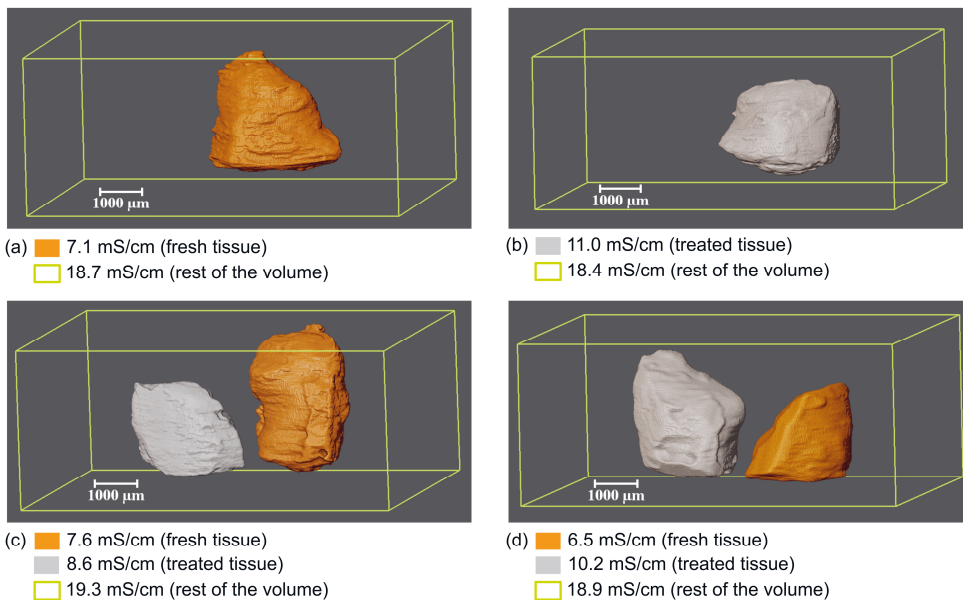 1000 µm
1000 µm
(a) 7.1 mS/cm (fresh tissue)
18.7 mS/cm (rest of the volume)
(b) 11.0 mS/cm (treated tissue)
18.4 mS/cm (rest of the volume)
1000 µm
1000 µm
(c) 7.6 mS/cm (fresh tissue)
8.6 mS/cm (treated tissue)
19.3 mS/cm (rest of the volume)
(d) 6.5 mS/cm (fresh tissue)
10.2 mS/cm (treated tissue)
18.9 mS/cm (rest of the volume)